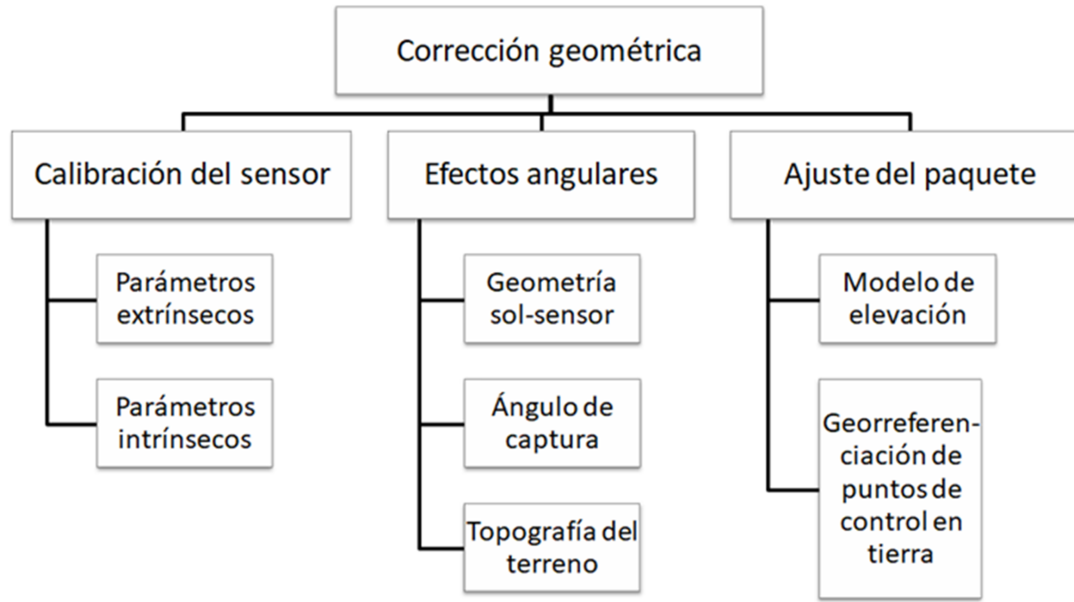 Corrección geométrica
Calibración del sensor
Parámetros
extrínsecos
Parámetros
intrínsecos
Efectos angulares
Geometría
sol-sensor
Ángulo de
captura
Topografía del
terreno
Ajuste del paquete
Modelo de
elevación
Georreferen-
ciación de
puntos de
control en
tierra